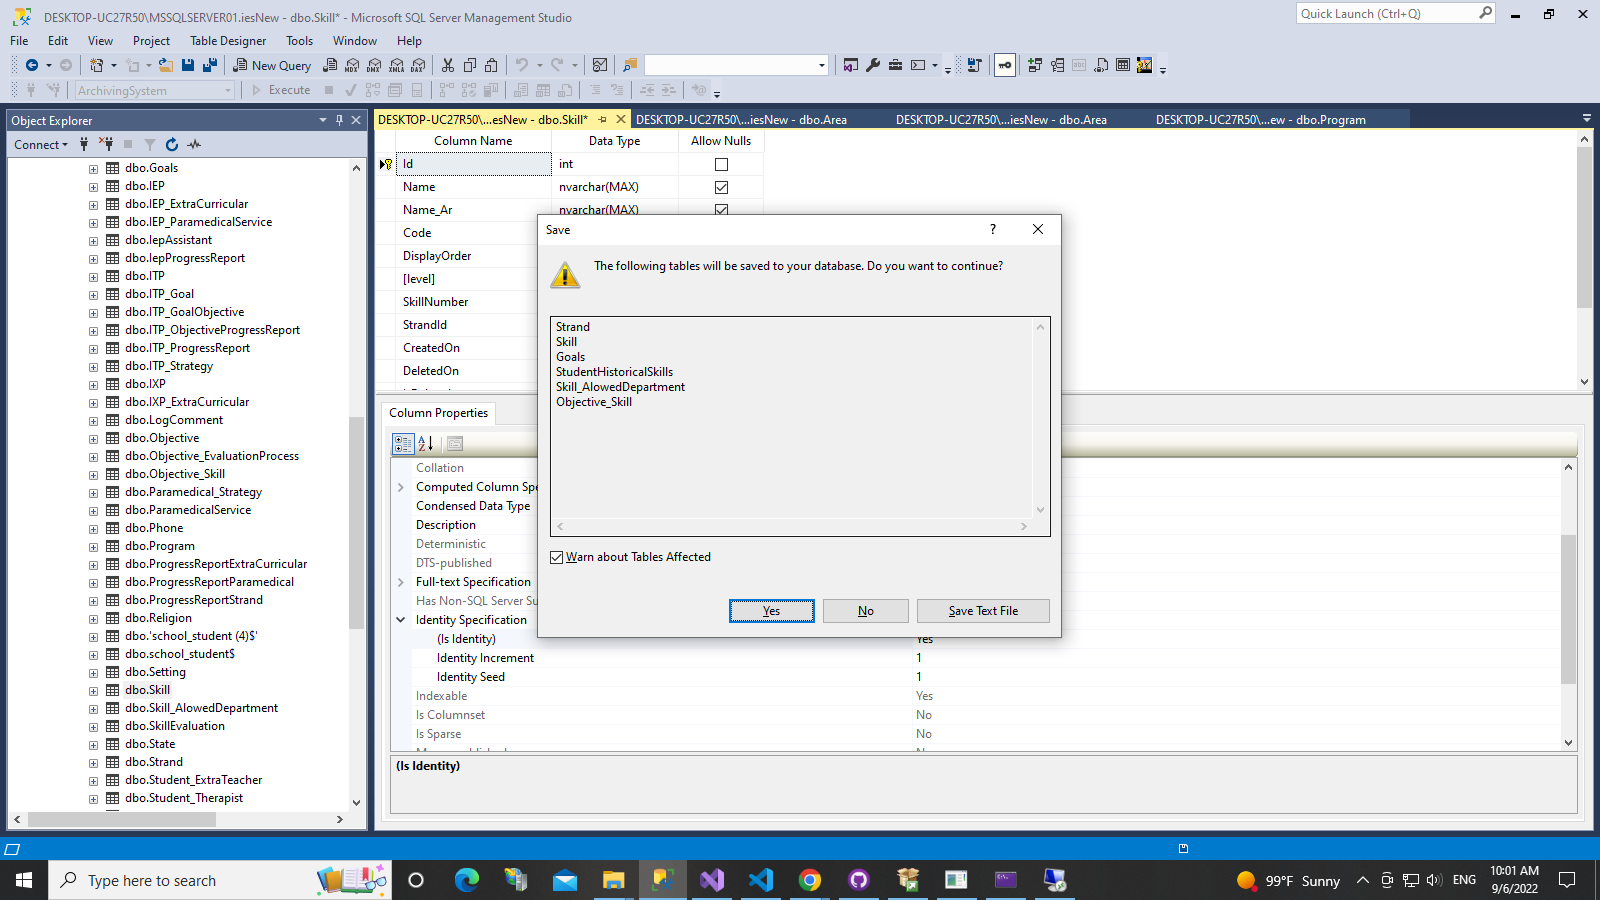 DESKTOP-UC27R50\MSSQLSERVER01.iesNew - dbo.Skill* - Microsoft SQL Server Management Studio
Quick Launch (Ctrl+Q)
File Edit View Project Table Designer Tools Window Help
New Query
MDX DMX XMLA DAX
ArchivingSystem
Execute
Object Explorer
Connect
dbo.Goals
dbo.IEP
dbo.IEP_ExtraCurricular
dbo.IEP_ParamedicalService
dbo.IepAssistant
dbo.IepProgressReport
dbo.ITP
dbo.ITP_Goal
dbo.ITP_GoalObjective
dbo.ITP_ObjectiveProgressReport
dbo.ITP_ProgressReport
dbo.ITP_Strategy
dbo.IXP
dbo.IXP_ExtraCurricular
dbo.LogComment
dbo.Objective
dbo.Objective_EvaluationProcess
dbo.Objective_Skill
dbo.Paramedical_Strategy
dbo.ParamedicalService
dbo.Phone
dbo.Program
dbo.ProgressReportExtraCurricular
dbo.ProgressReportParamedical
dbo.ProgressReportStrand
dbo.Religion
dbo.'school_student (4)$'
dbo.school_student$
dbo.Setting
dbo.Skill
dbo.Skill_AlowedDepartment
dbo.SkillEvaluation
dbo.State
dbo.Strand
dbo.Student_ExtraTeacher
dbo.Student_Therapist
DESKTOP-UC27R50\...esNew - dbo.Skill*
DESKTOP-UC27R50\...iesNew - dbo.Area
DESKTOP-UC27R50\...iesNew - dbo.Area
DESKTOP-UC27R50\...ew - dbo.Program
Column Name Data Type Allow Nulls
Id int
Name nvarchar(MAX)
Name_Ar nvarchar(MAX)
Code
DisplayOrder
[level]
SkillNumber
StrandId
CreatedOn
DeletedOn
Column Properties
Collation
Computed Column Spe
Condensed Data Type
Description
Deterministic
DTS-published
Full-text Specification
Has Non-SQL Server Su
Identity Specification
(Is Identity) Yes
Identity Increment 1
Identity Seed 1
Indexable Yes
Is Columnset No
Is Sparse No
(Is Identity)
Save
?
The following tables will be saved to your database. Do you want to continue?
Strand
Skill
Goals
StudentHistoricalSkills
Skill_AlowedDepartment
Objective_Skill
Warn about Tables Affected
Yes No Save Text File
Type here to search
99°F Sunny
ENG
10:01 AM
9/6/2022